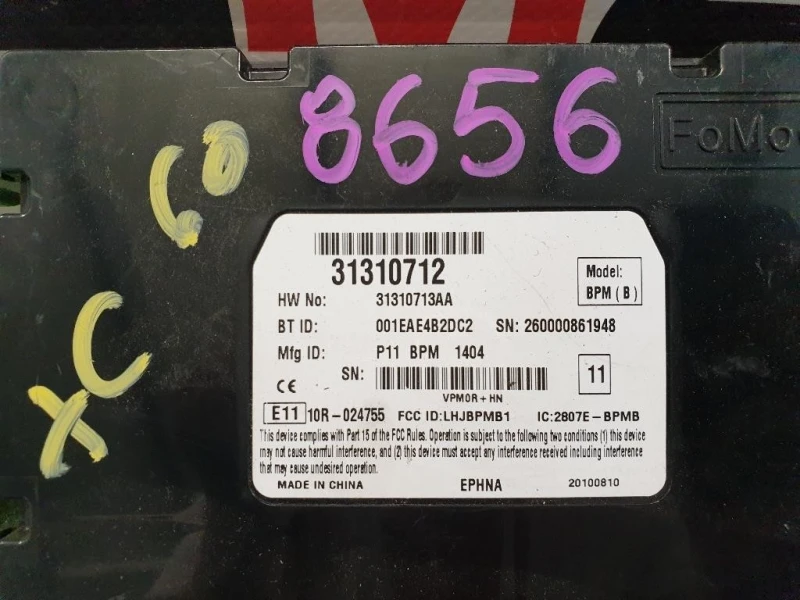 8656
FoMoC
XC 60
31310712
Model:
BPM ( B )
HW No: 31310713AA
BT ID: 001EAE4B2DC2 SN: 260000861948
Mfg ID: P11 BPM 1404
SN:
11
VPM0R+HN
CE
E11 10R-024755 FCC ID:LHJBPMB1 IC:2807E-BPMB
This device complies with Part 15 of the FCC Rules. Operation is subject to the following two conditions (1) this device
may not cause harmful interference, and (2) this device must accept any interference received including interference
that may cause undesired operation.
MADE IN CHINA EPHNA 20100810